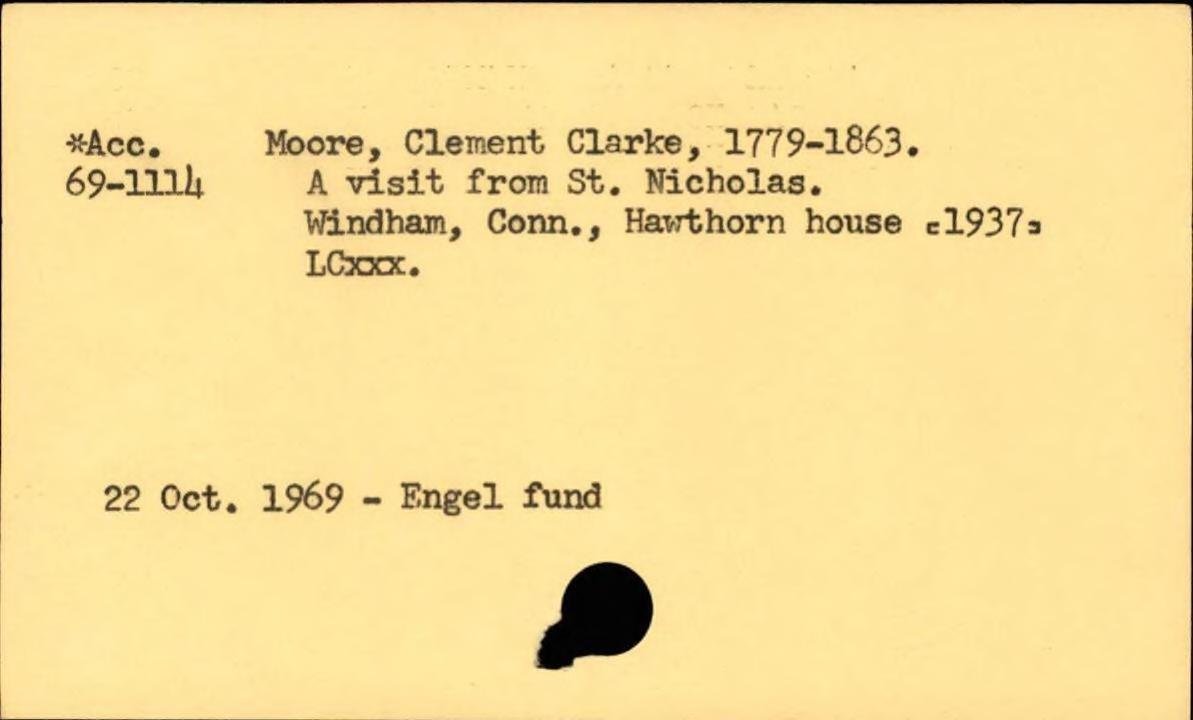 *Acc. Moore, Clement Clarke, 1779-1863.
69-1114 A visit from St. Nicholas.
Windham, Conn., Hawthorn house [1937]
LCxxx.
22 Oct. 1969 - Engel fund